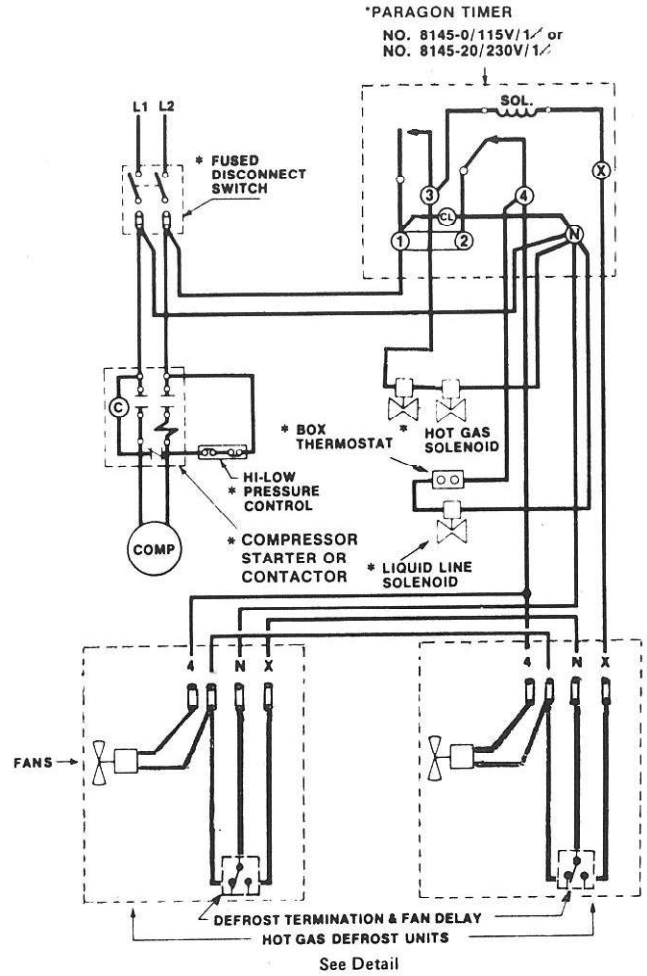 *PARAGON TIMER
NO. 8145-0/115V/1⌀ or
NO. 8145-20/230V/1⌀
L1 L2
SOL.
* FUSED
DISCONNECT
SWITCH
X
3
4
CL
1
2
N
C
* BOX
THERMOSTAT
* HOT GAS
SOLENOID
HI-LOW
* PRESSURE
CONTROL
COMP
* COMPRESSOR
STARTER OR
CONTACTOR
* LIQUID LINE
SOLENOID
4 N X
4 N X
FANS
DEFROST TERMINATION & FAN DELAY
HOT GAS DEFROST UNITS
See Detail